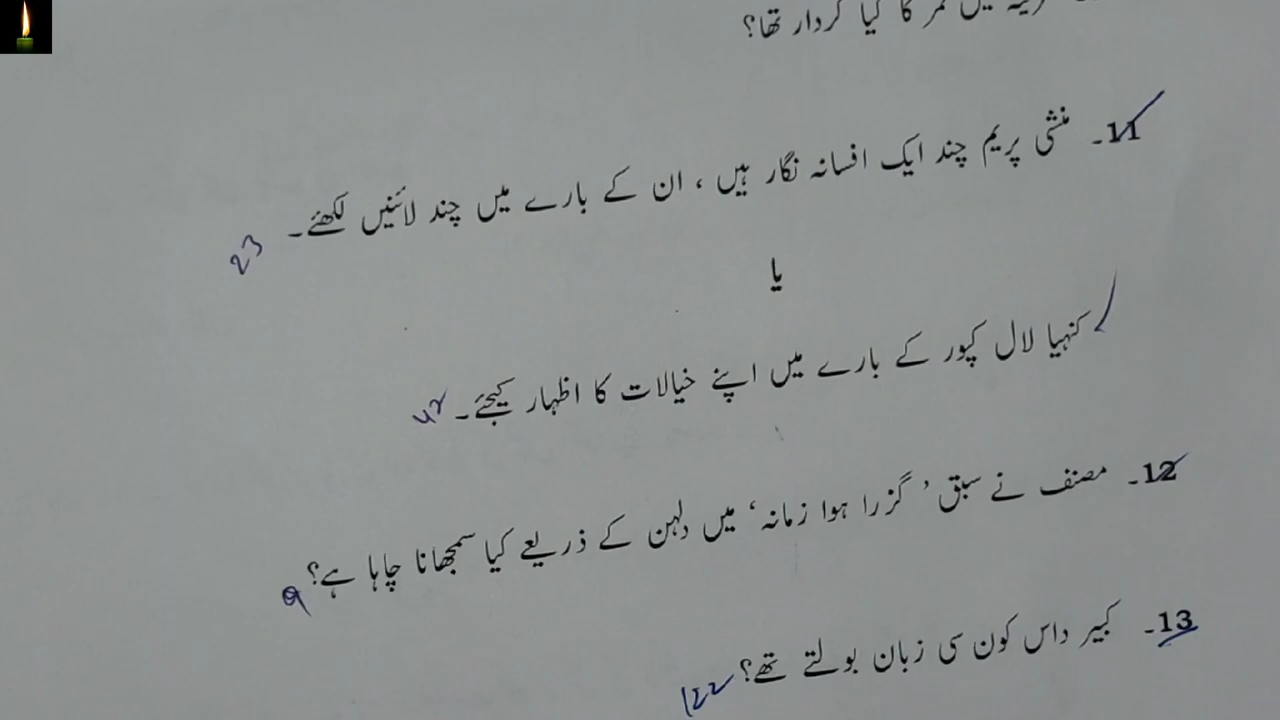 کا کیا کردار تھا؟
11۔ منشی پریم چند ایک افسانہ نگار ہیں ، ان کے بارے میں چند لائنیں لکھئے۔
23
یا
کنہیا لال کپور کے بارے میں اپنے خیالات کا اظہار کیجئے۔
12۔ مصنف نے سبق ’ گزرا ہوا زمانہ‘ میں دلہن کے ذریعے کیا سمجھانا چاہا ہے؟
9
13۔ کبیر داس کون سی زبان بولتے تھے؟